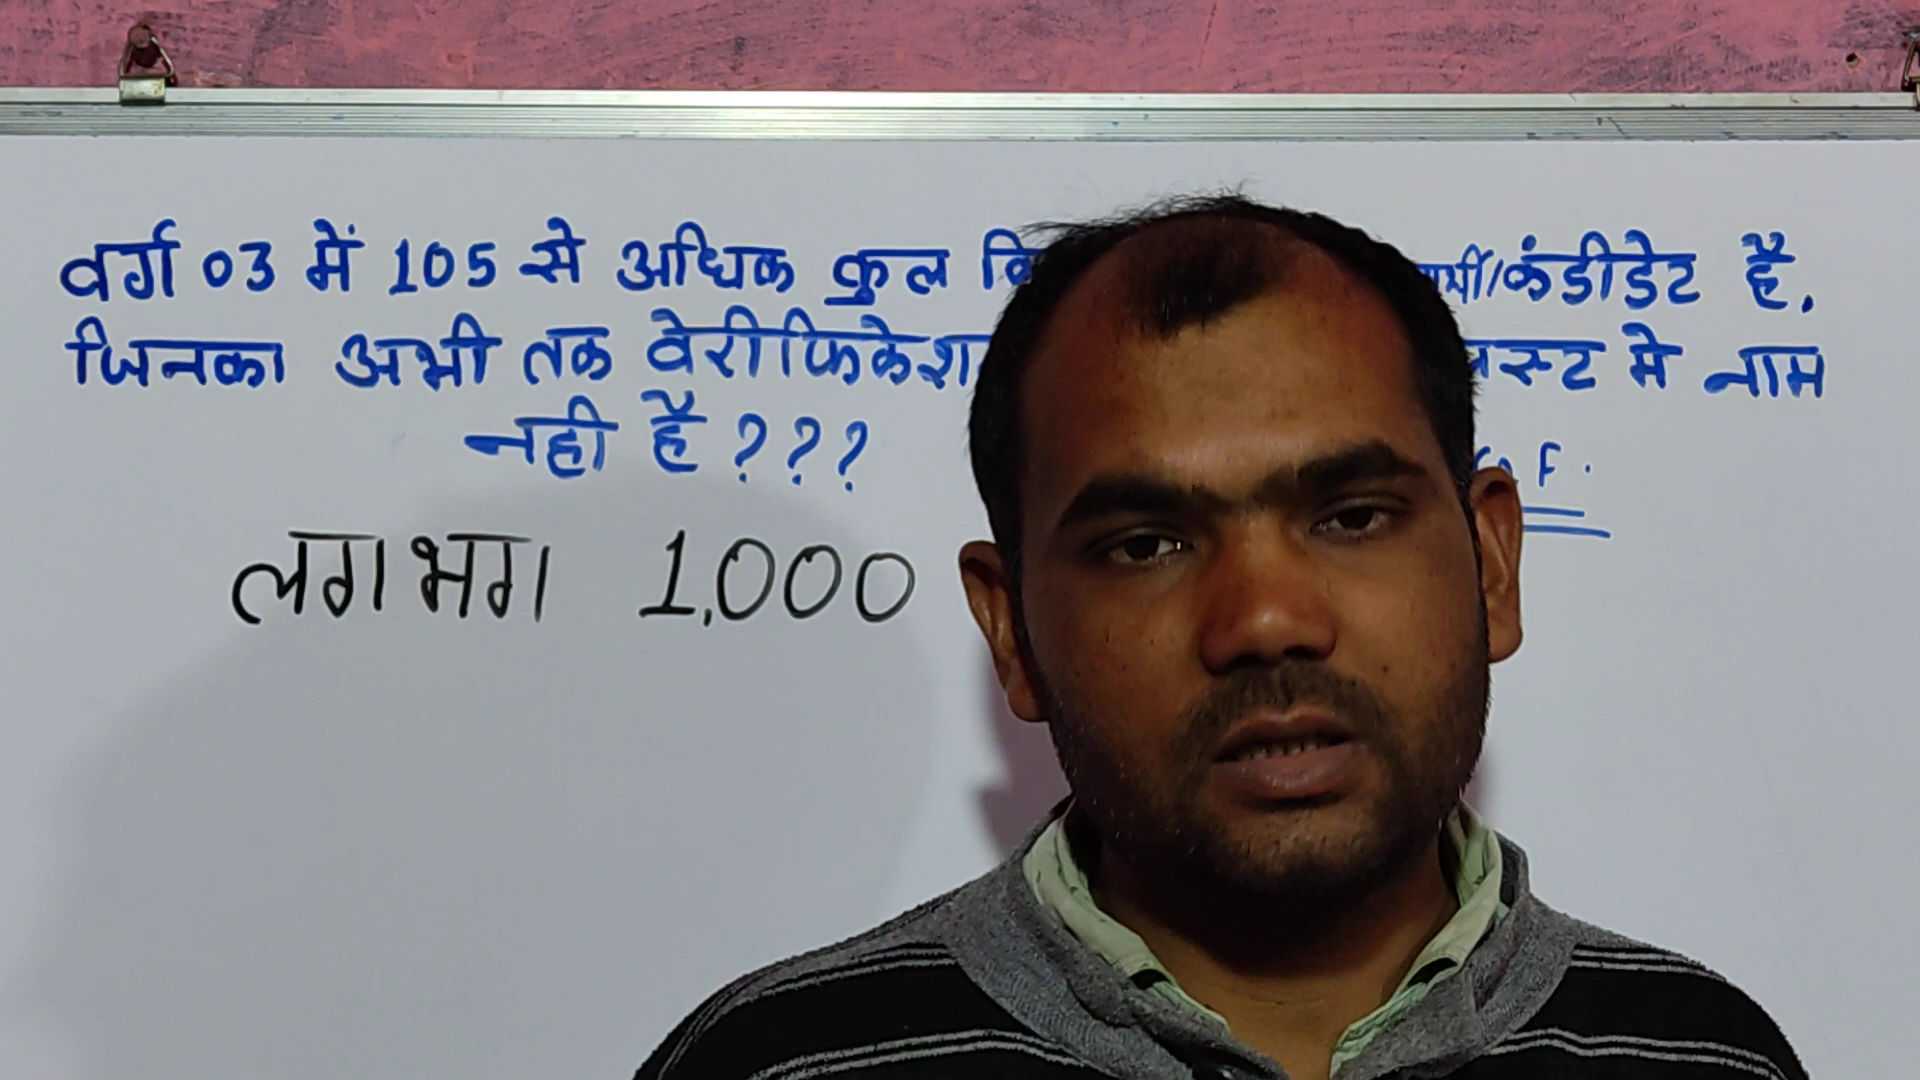 वर्ग 03 में 105 से अधिक कुल कंडीडेट है.
जिनका अभी तक में नाम
नही है ???
F.
लगभग 1,000